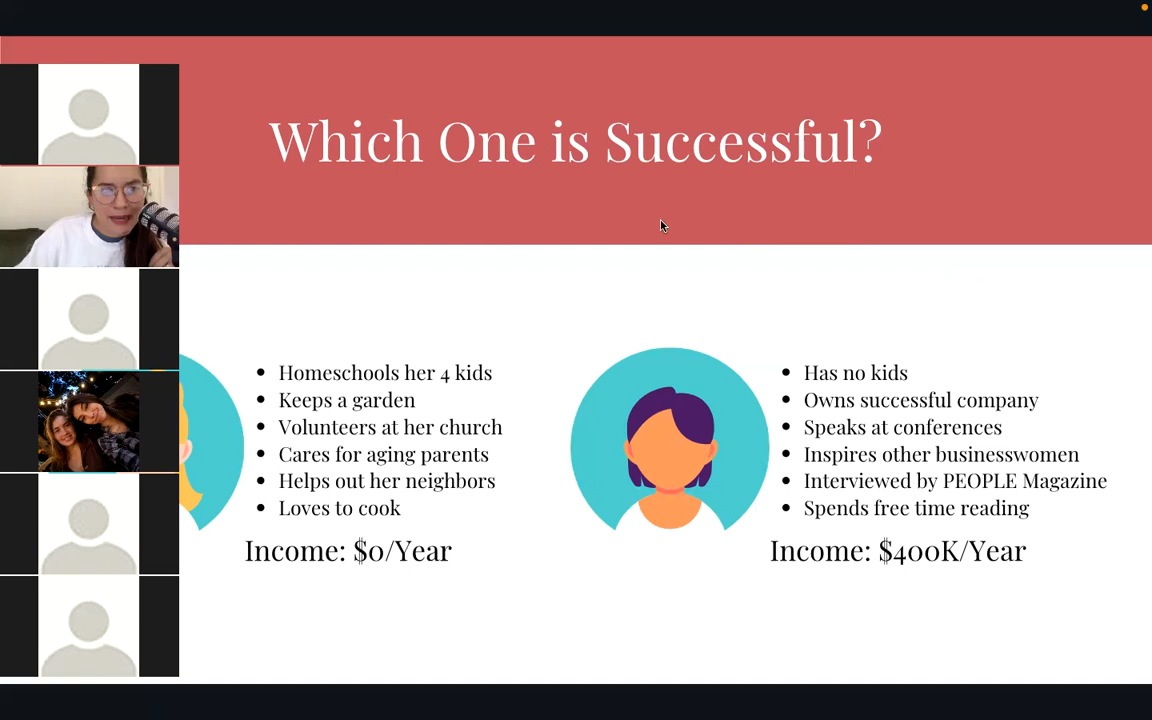 Which One is Successful?
Homeschools her 4 kids
Keeps a garden
Volunteers at her church
Cares for aging parents
Helps out her neighbors
Loves to cook
Income: $0/Year
Has no kids
Owns successful company
Speaks at conferences
Inspires other businesswomen
Interviewed by PEOPLE Magazine
Spends free time reading
Income: $400K/Year